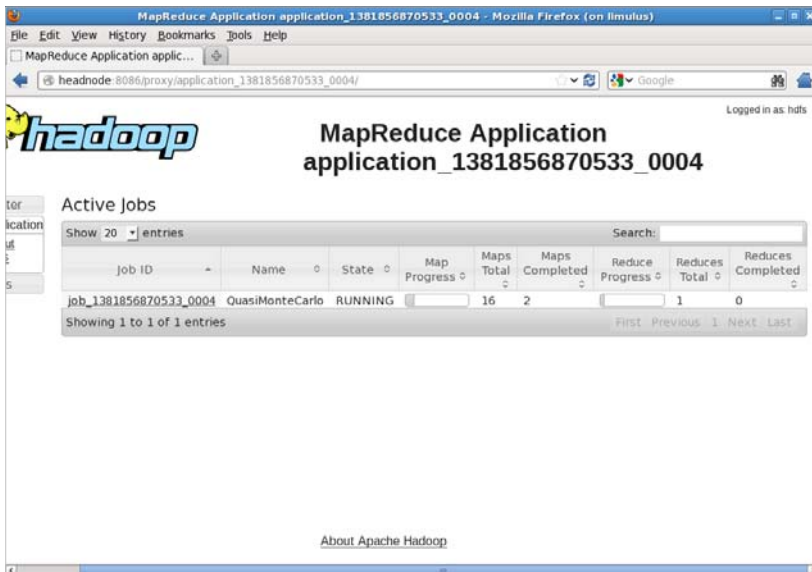 MapReduce Application application_1381856870533_0004 - Mozilla Firefox (on limulus)
File Edit View History Bookmarks Tools Help
MapReduce Application applic...
headnode:8086/proxy/application_1381856870533_0004/
Google
Logged in as: hdfs
hadoop
MapReduce Application
application_1381856870533_0004
Active Jobs
Show 20 entries
Search:
Job ID Name State Map Progress Maps Total Maps Completed Reduce Progress Reduces Total Reduces Completed
job_1381856870533_0004 QuasiMonteCarlo RUNNING 16 2 1 0
Showing 1 to 1 of 1 entries
First Previous 1 Next Last
About Apache Hadoop